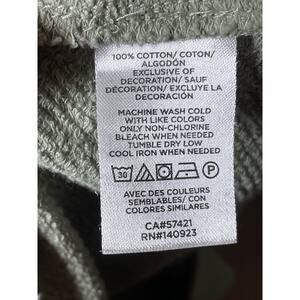 100% COTTON/ COTON/
ALGODÓN
EXCLUSIVE OF
DECORATION/ SAUF
DÉCORATION/ EXCLUYE LA
DECORACIÓN
MACHINE WASH COLD
WITH LIKE COLORS
ONLY NON-CHLORINE
BLEACH WHEN NEEDED
TUMBLE DRY LOW
COOL IRON WHEN NEEDED
30 P
AVEC DES COULEURS
SEMBLABLES/ CON
COLORES SIMILARES
CA#57421
RN#140923